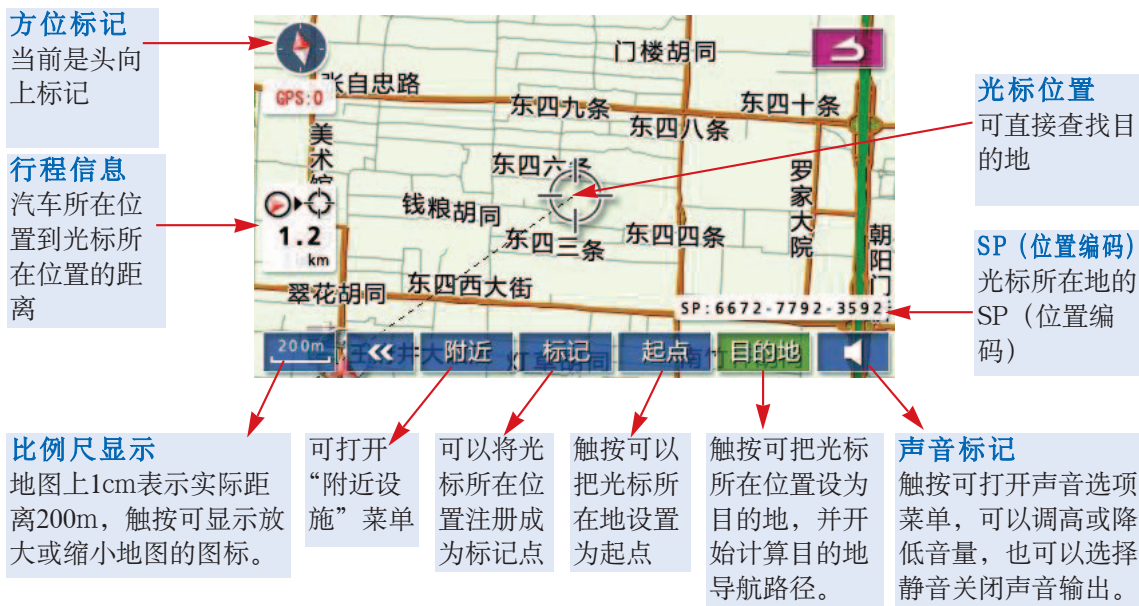 方位标记
当前是头向
上标记
行程信息
汽车所在位
置到光标所
在位置的距
离
门楼胡同
张自忠路
GPS:0
东四九条
东四十条
东四八条
美术馆
东四六条
罗家大院
钱粮胡同
1.2
km
东四三条
东四四条
朝阳门
东四西大街
翠花胡同
SP:6672-7792-3592
200m
«
附近
标记
起点
目的地
光标位置
可直接查找目
的地
SP（位置编码）
光标所在地的
SP（位置编
码）
比例尺显示
地图上1cm表示实际距
离200m，触按可显示放
大或缩小地图的图标。
可打开
“附近设
施”菜单
可以将光
标所在位
置注册成
为标记点
触按可以
把光标所
在地设置
为起点
触按可把光标
所在位置设为
目的地，并开
始计算目的地
导航路径。
声音标记
触按可打开声音选项
菜单，可以调高或降
低音量，也可以选择
静音关闭声音输出。